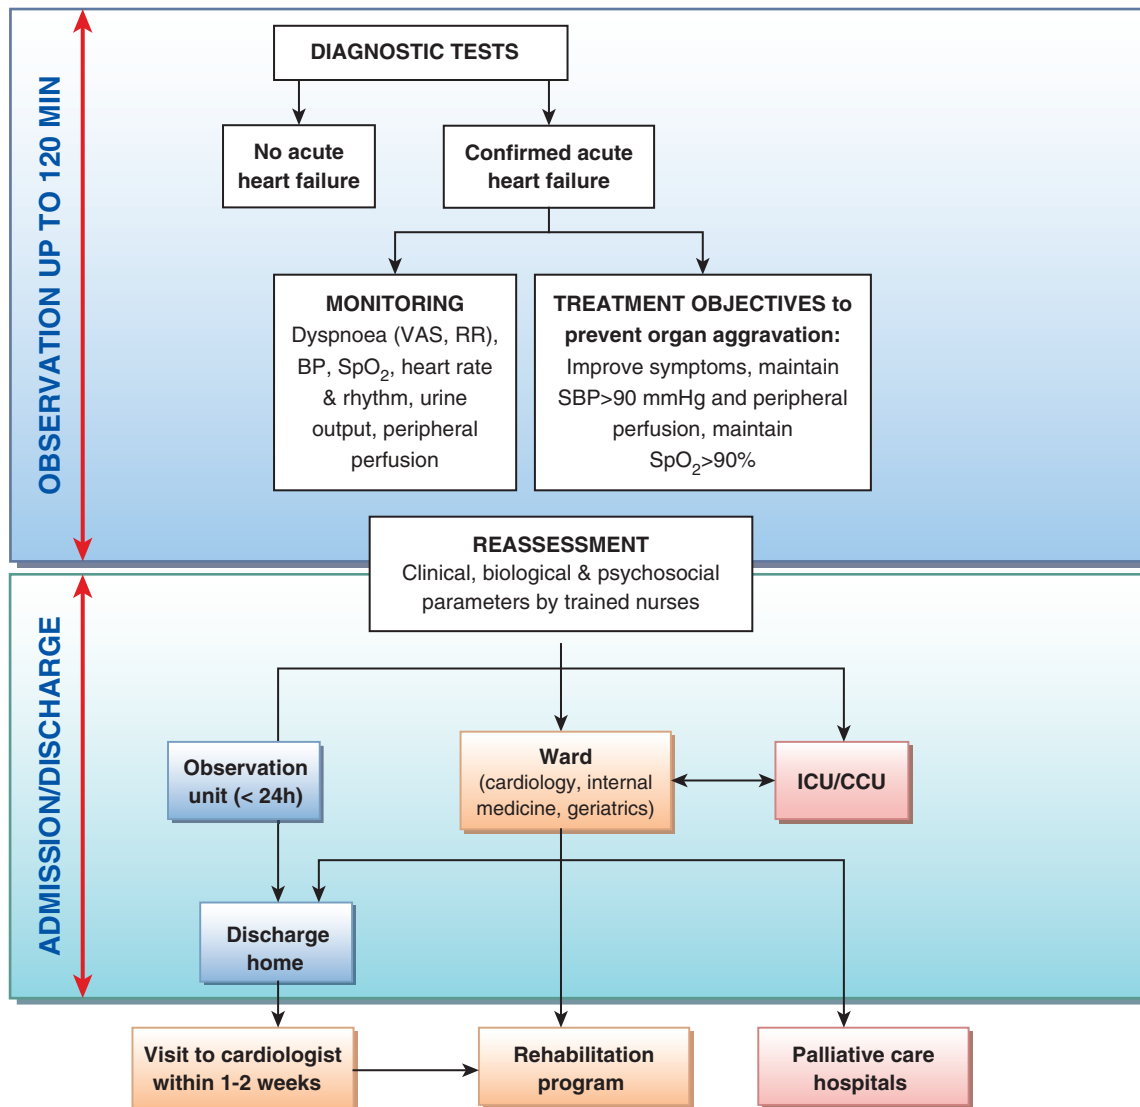 OBSERVATION UP TO 120 MIN
DIAGNOSTIC TESTS
No acute
heart failure
Confirmed acute
heart failure
MONITORING
Dyspnoea (VAS, RR),
BP, SpO2, heart rate
& rhythm, urine
output, peripheral
perfusion
TREATMENT OBJECTIVES to
prevent organ aggravation:
Improve symptoms, maintain
SBP>90 mmHg and peripheral
perfusion, maintain
SpO2>90%
REASSESSMENT
Clinical, biological & psychosocial
parameters by trained nurses
ADMISSION/DISCHARGE
Observation
unit (< 24h)
Ward
(cardiology, internal
medicine, geriatrics)
ICU/CCU
Discharge
home
Visit to cardiologist
within 1-2 weeks
Rehabilitation
program
Palliative care
hospitals